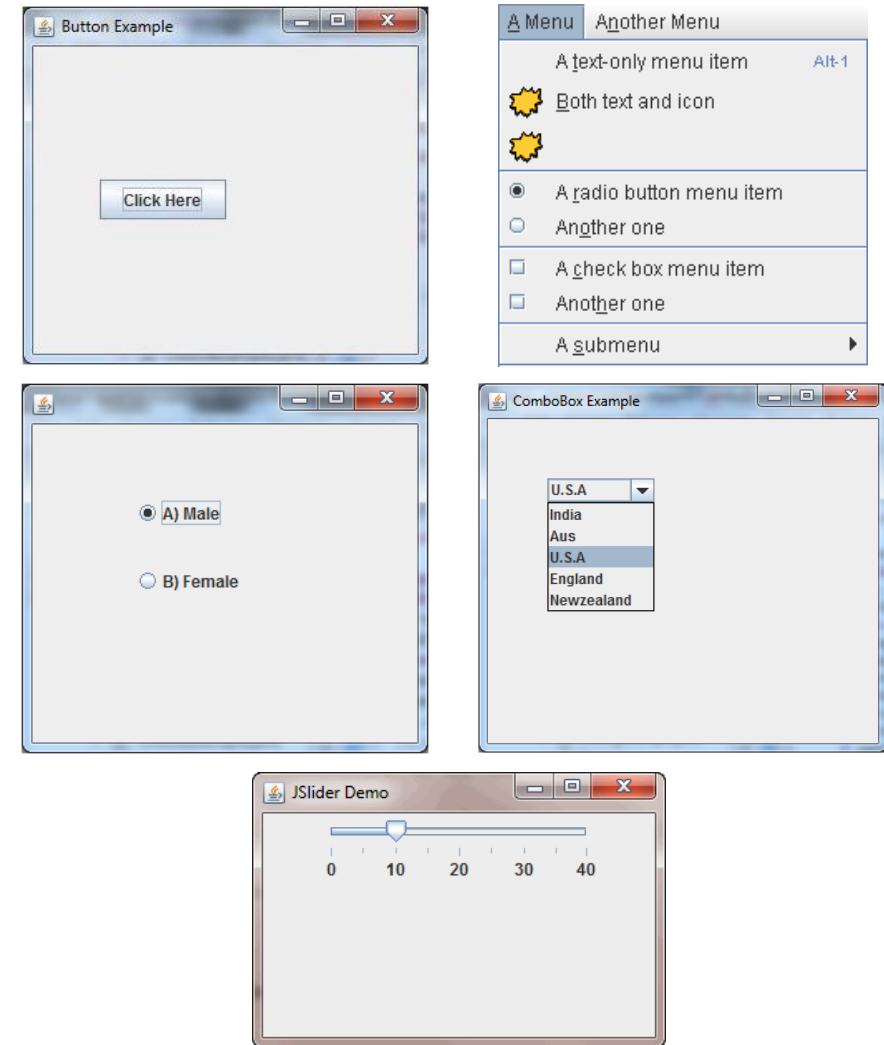 Button Example
Click Here
A Menu Another Menu
A text-only menu item Alt-1
Both text and icon
A radio button menu item
Another one
A check box menu item
Another one
A submenu
A) Male
B) Female
ComboBox Example
U.S.A
India
Aus
U.S.A
England
Newzealand
JSlider Demo
0 10 20 30 40